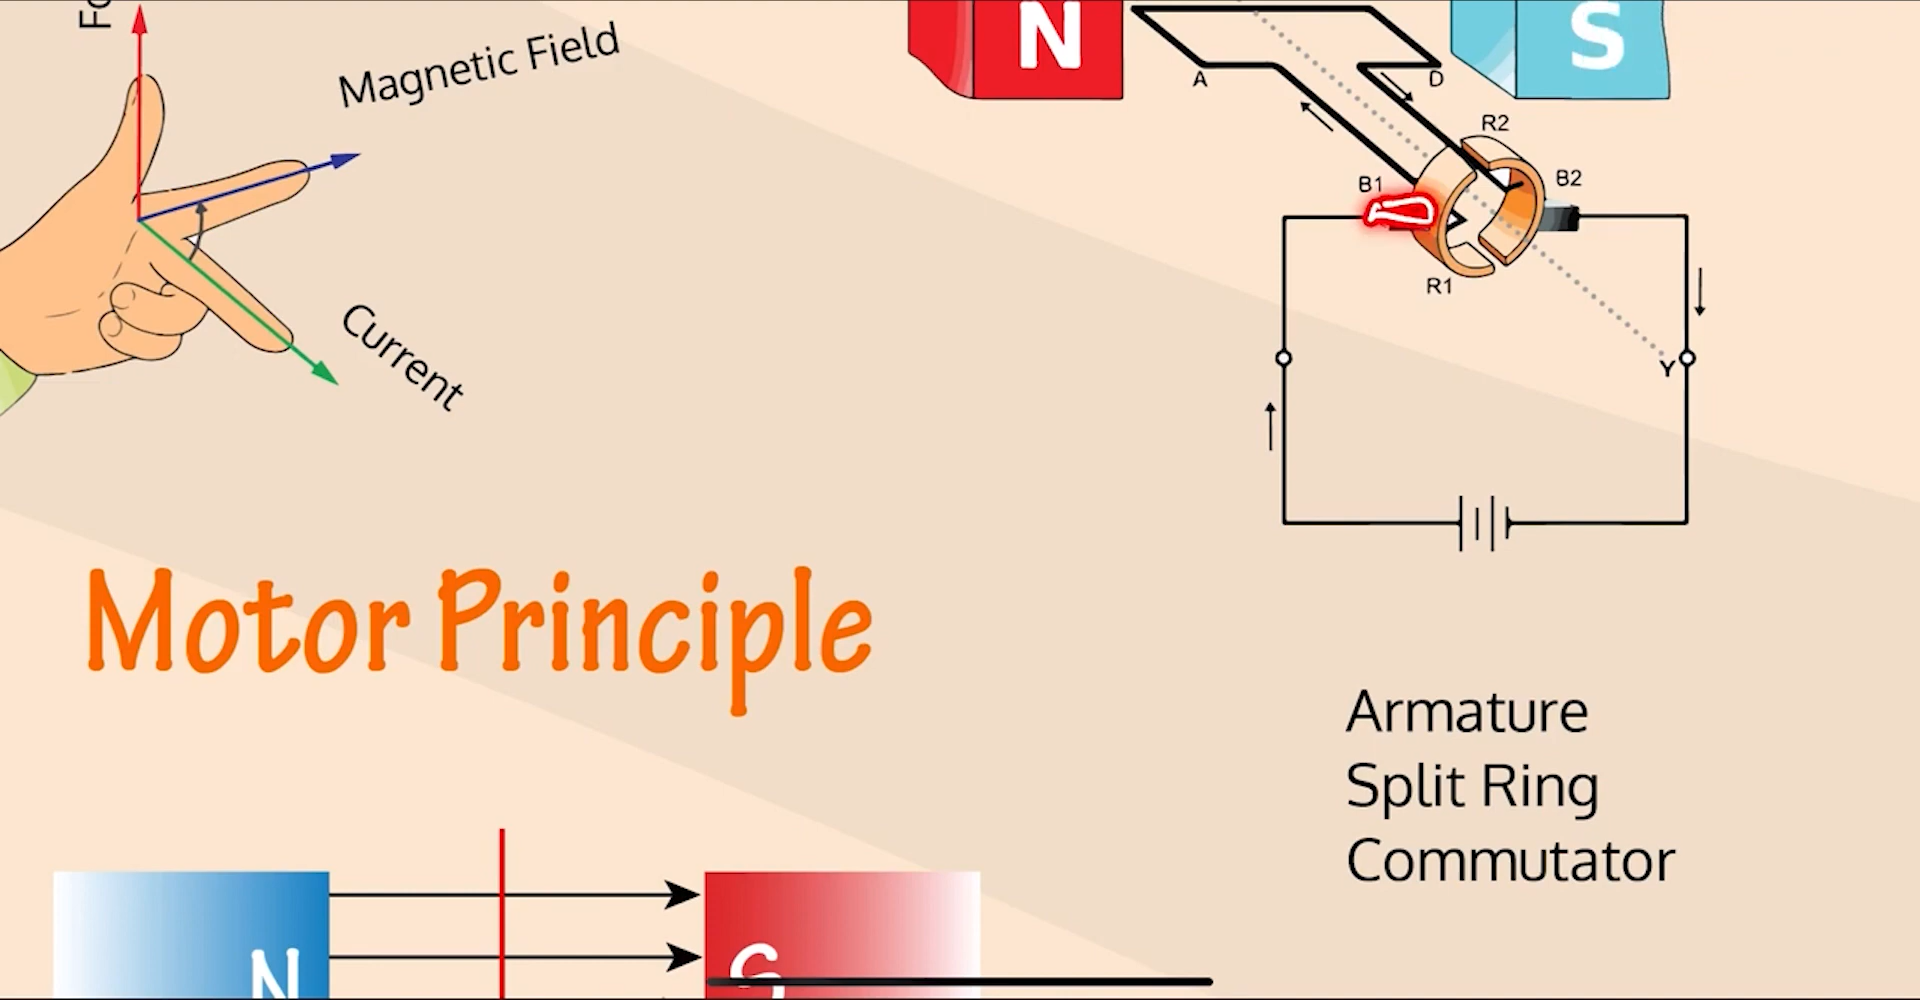 Magnetic Field
Current
N
S
A
D
R2
B1
B2
R1
Y
Motor Principle
Armature
Split Ring
Commutator
N
S